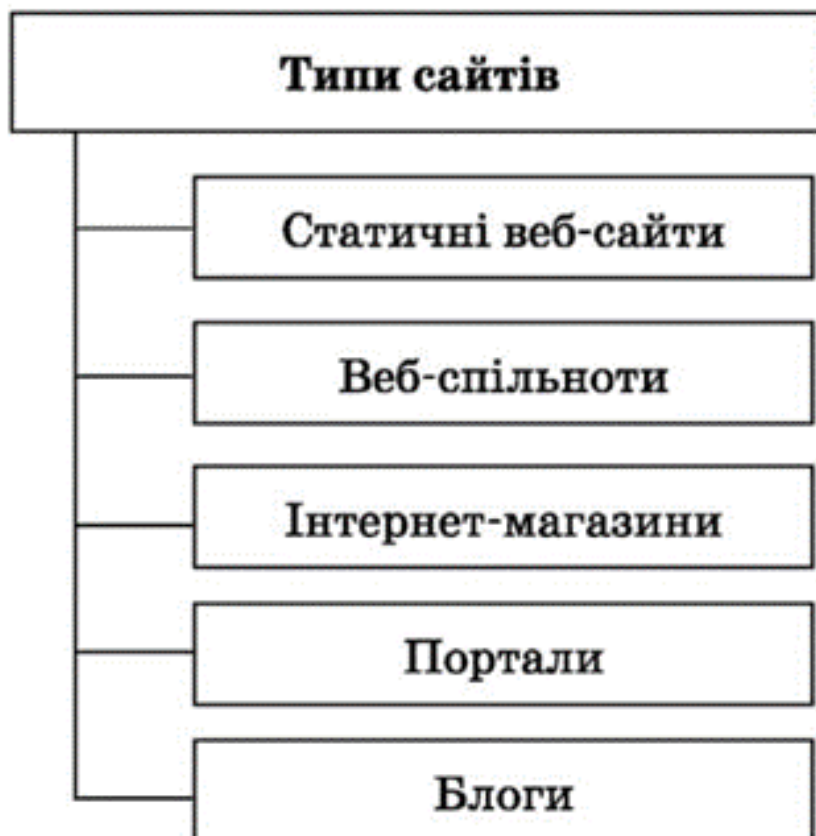 Типи сайтів
Статичні веб-сайти
Веб-спільноти
Інтернет-магазини
Портали
Блоги